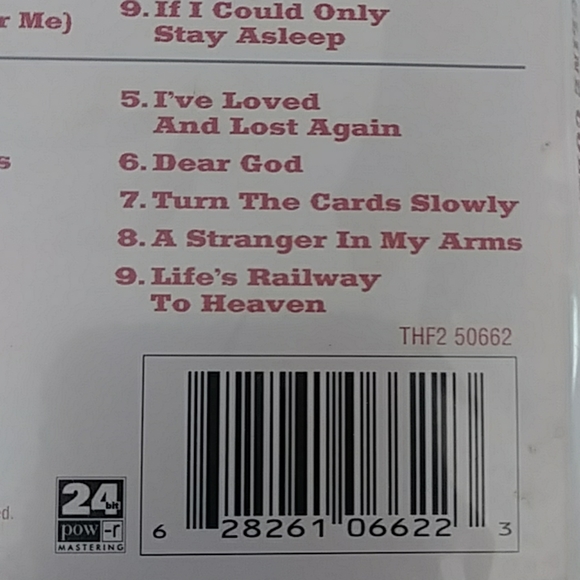 r Me)
9. If I Could Only
Stay Asleep
5. I've Loved
And Lost Again
s
6. Dear God
7. Turn The Cards Slowly
8. A Stranger In My Arms
9. Life's Railway
To Heaven
THF2 50662
24 bit
pow-r
MASTERING
ed.
6 28261 06622 3